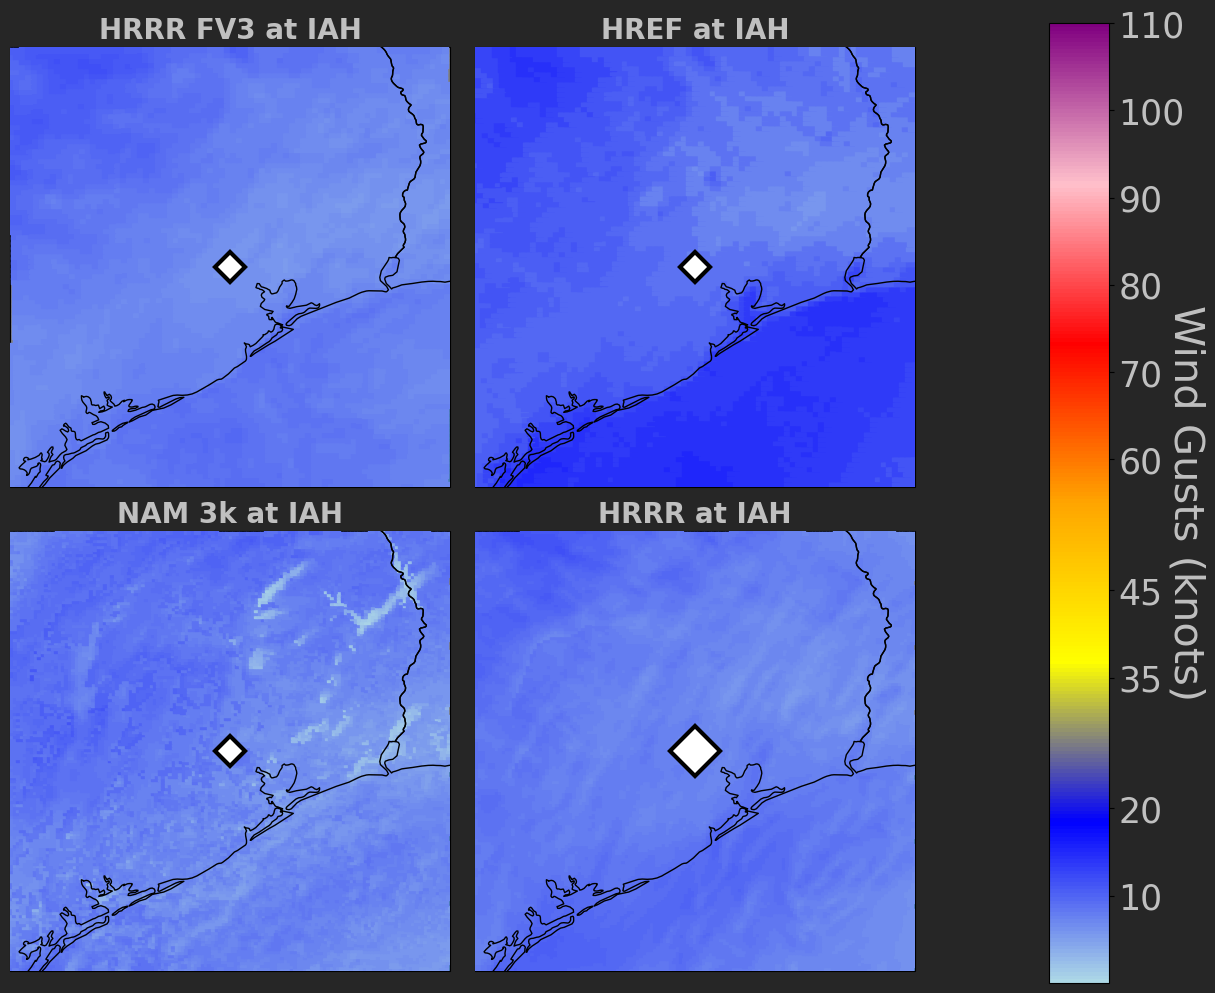 HRRR FV3 at IAH
HREF at IAH
NAM 3k at IAH
HRRR at IAH
110
100
90
80
70
60
45
35
20
10
Wind Gusts (knots)